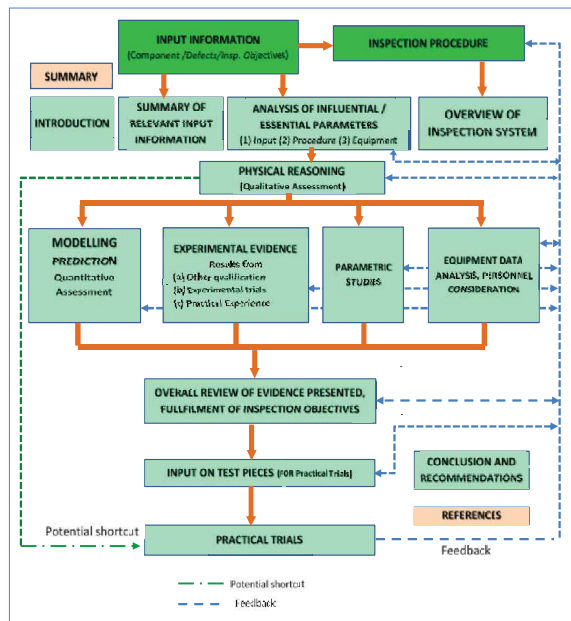 INPUT INFORMATION
(Component /Defects/Insp. Objectives)
INSPECTION PROCEDURE
SUMMARY
INTRODUCTION
SUMMARY OF
RELEVANT INPUT
INFORMATION
ANALYSIS OF INFLUENTIAL /
ESSENTIAL PARAMETERS
(1) Input (2) Procedure (3) Equipment
OVERVIEW OF
INSPECTION SYSTEM
PHYSICAL REASONING
(Qualitative Assessment)
MODELLING
PREDICTION
Quantitative
Assessment
EXPERIMENTAL EVIDENCE
Results from
(a) Other qualification
(b) Experimental trials
(c) Practical Experience
PARAMETRIC
STUDIES
EQUIPMENT DATA
ANALYSIS, PERSONNEL
CONSIDERATION
OVERALL REVIEW OF EVIDENCE PRESENTED,
FULLFILMENT OF INSPECTION OBJECTIVES
INPUT ON TEST PIECES (FOR Practical Trials)
CONCLUSION AND
RECOMMENDATIONS
REFERENCES
Potential shortcut
PRACTICAL TRIALS
Feedback
Potential shortcut
Feedback